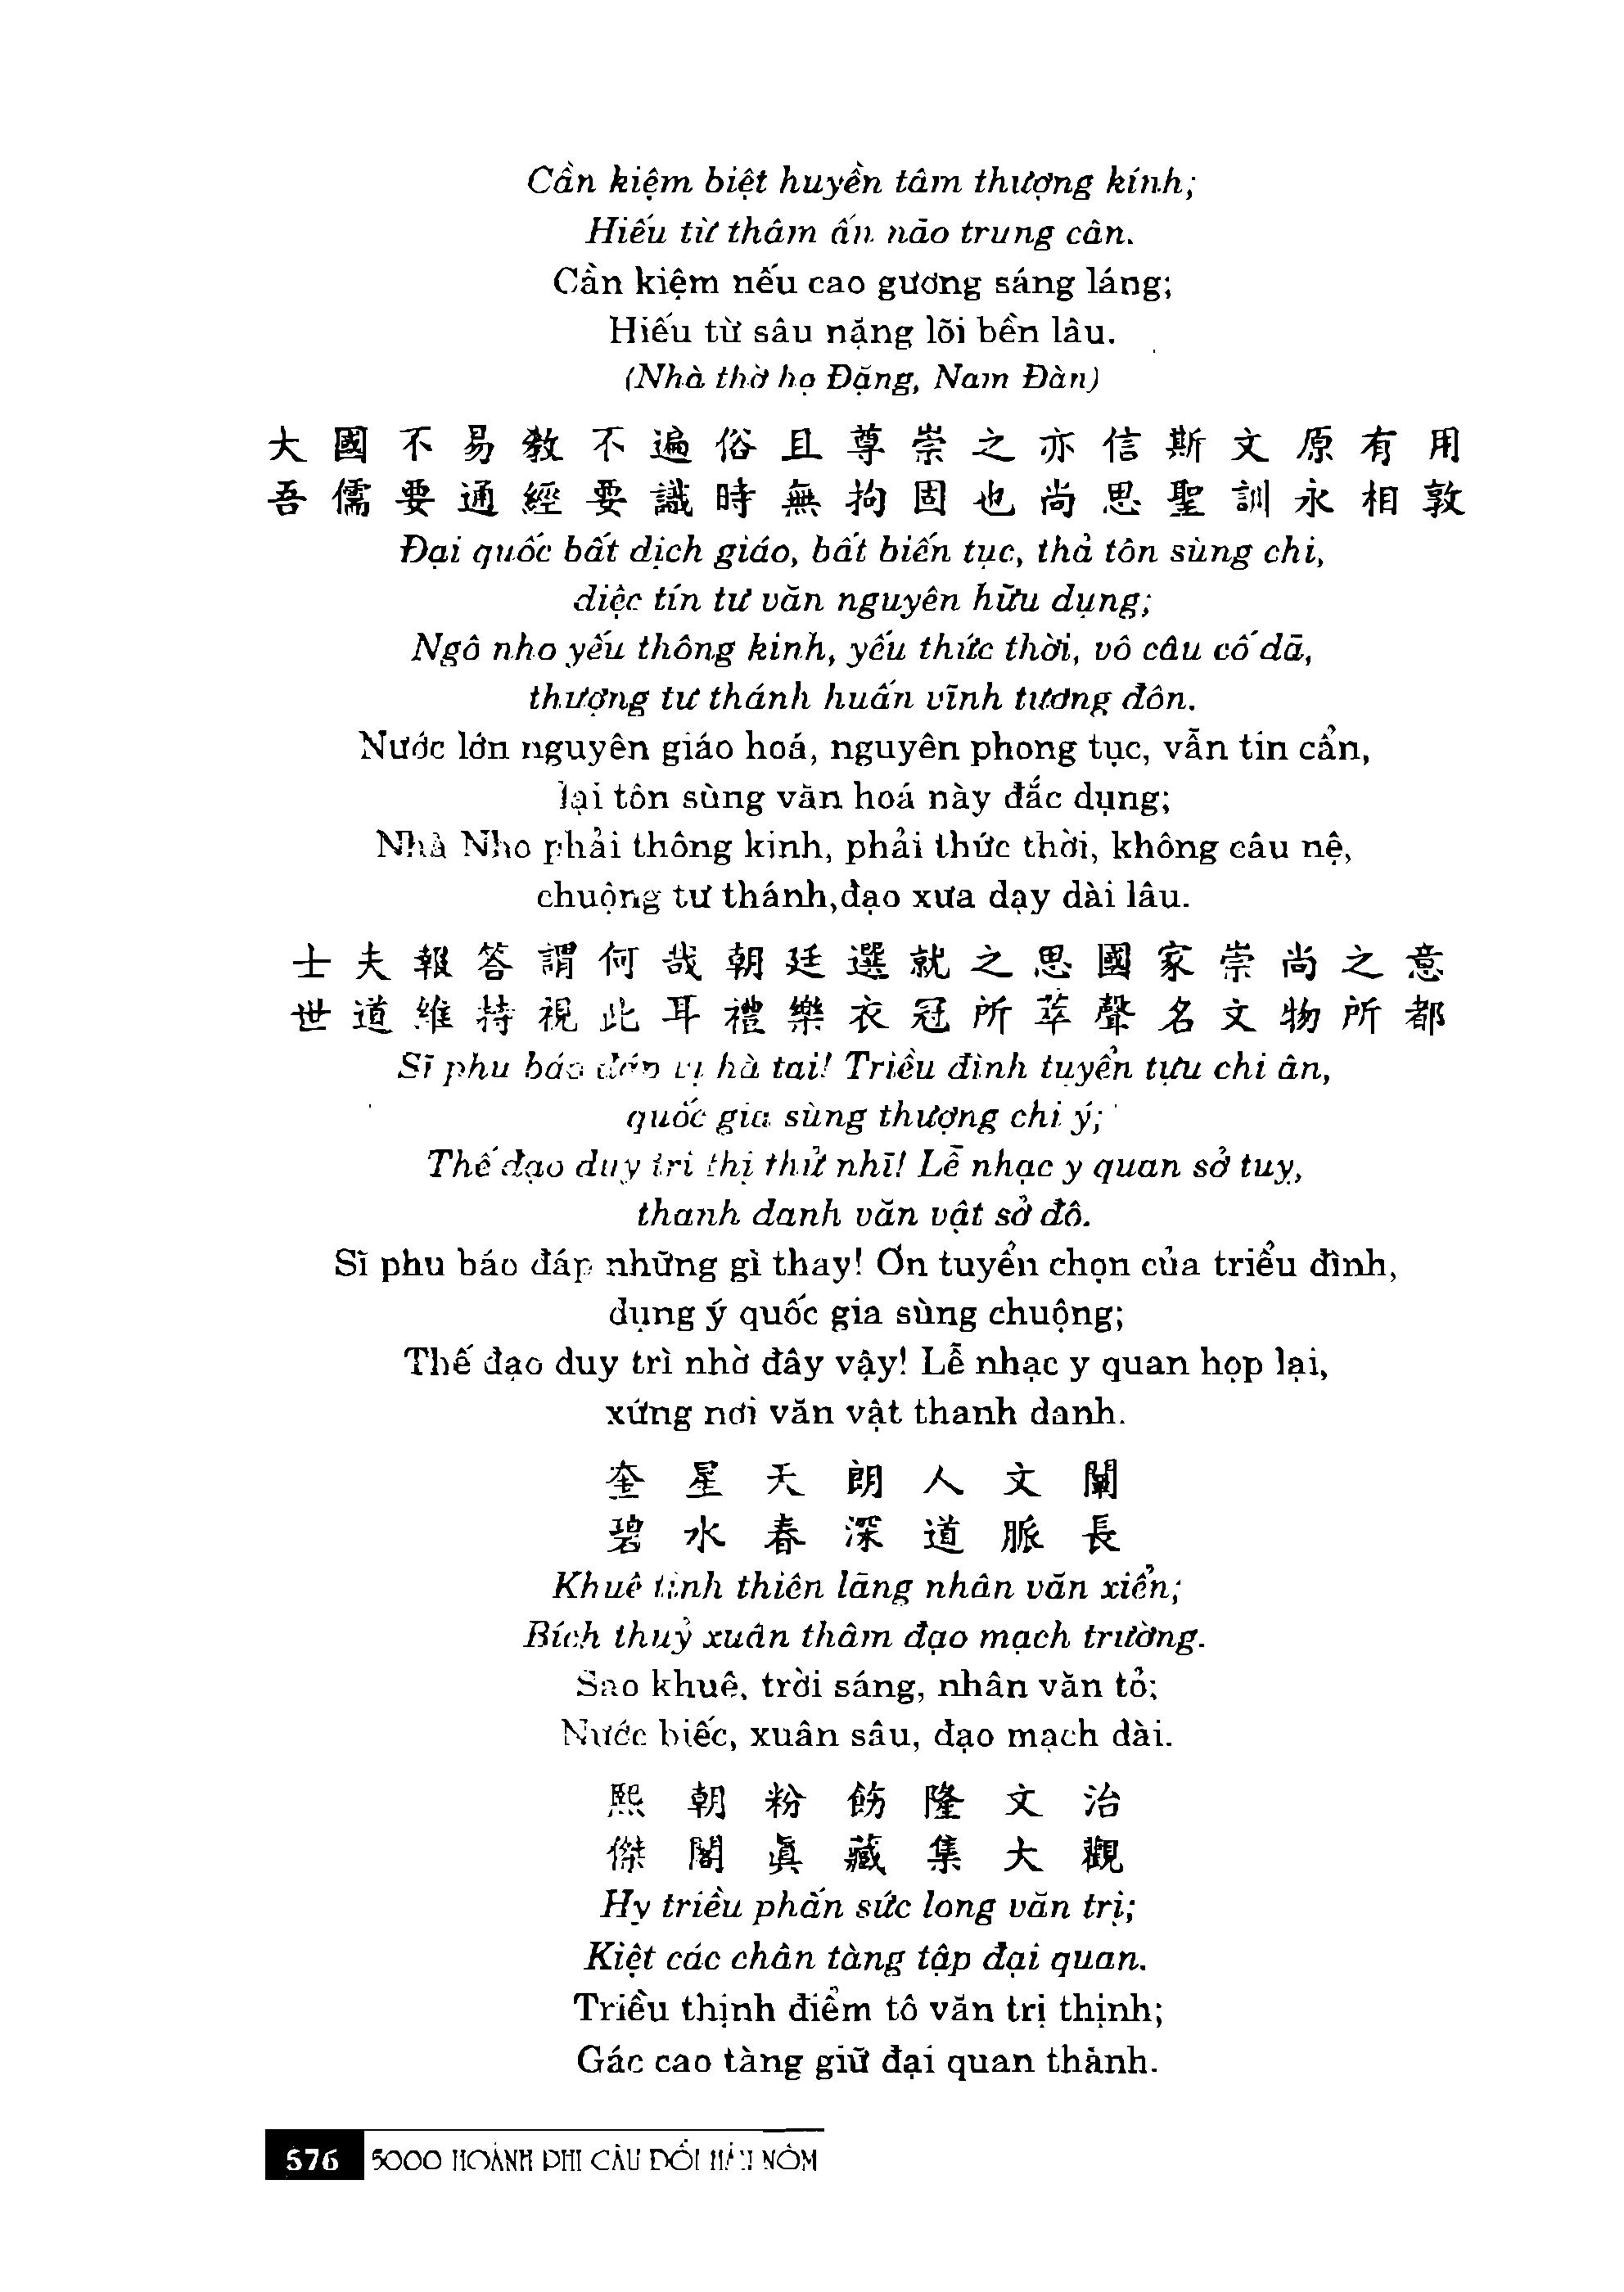 Cần kiệm biệt huyền tâm thượng kính;
Hiếu từ thâm ấn não trung cân.
Cần kiệm nếu cao gương sáng láng;
Hiếu từ sâu nặng lõi bền lâu.
(Nhà thờ họ Đặng, Nam Đàn)
大國不易教不遍俗且尊崇之亦信斯文原有用
吾儒要通經要識時無拘固也尚思聖訓永相敦
Đại quốc bất dịch giáo, bất biến tục, thả tôn sùng chi,
diệc tín tư văn nguyên hữu dụng;
Ngô nho yếu thông kinh, yếu thức thời, vô câu cố dã,
thượng tư thánh huấn vĩnh tương đôn.
Nước lớn nguyên giáo hoá, nguyên phong tục, vẫn tin cẩn,
lại tôn sùng văn hoá này đắc dụng;
Nhà Nho phải thông kinh, phải thức thời, không câu nệ,
chuộng tư thánh,đạo xưa dạy dài lâu.
士夫報答謂何哉朝廷選就之思國家崇尚之意
世道維持視此耳禮樂衣冠所萃聲名文物所都
Sĩ phu báo đáp vị hà tai! Triều đình tuyển tựu chi ân,
quốc gia sùng thượng chi ý;
Thế đạo duy trì thị thử nhĩ! Lễ nhạc y quan sở tuỵ,
thanh danh văn vật sở đô.
Sĩ phu báo đáp những gì thay! Ơn tuyển chọn của triều đình,
dụng ý quốc gia sùng chuộng;
Thế đạo duy trì nhờ đây vậy! Lễ nhạc y quan họp lại,
xứng nơi văn vật thanh danh.
奎星天朗人文闡
碧水春深道脈長
Khuê tinh thiên lãng nhân văn xiển;
Bích thuỷ xuân thâm đạo mạch trường.
Sao khuê, trời sáng, nhân văn tỏ;
Nước biếc, xuân sâu, đạo mạch dài.
熙朝粉飭隆文治
傑閣眞藏集大觀
Hy triều phấn sức long văn trị;
Kiệt các chân tàng tập đại quan.
Triều thịnh điểm tô văn trị thịnh;
Gác cao tàng giữ đại quan thành.
576 5000 HOÀNH PHI CÂU ĐỐI HÁN NÔM